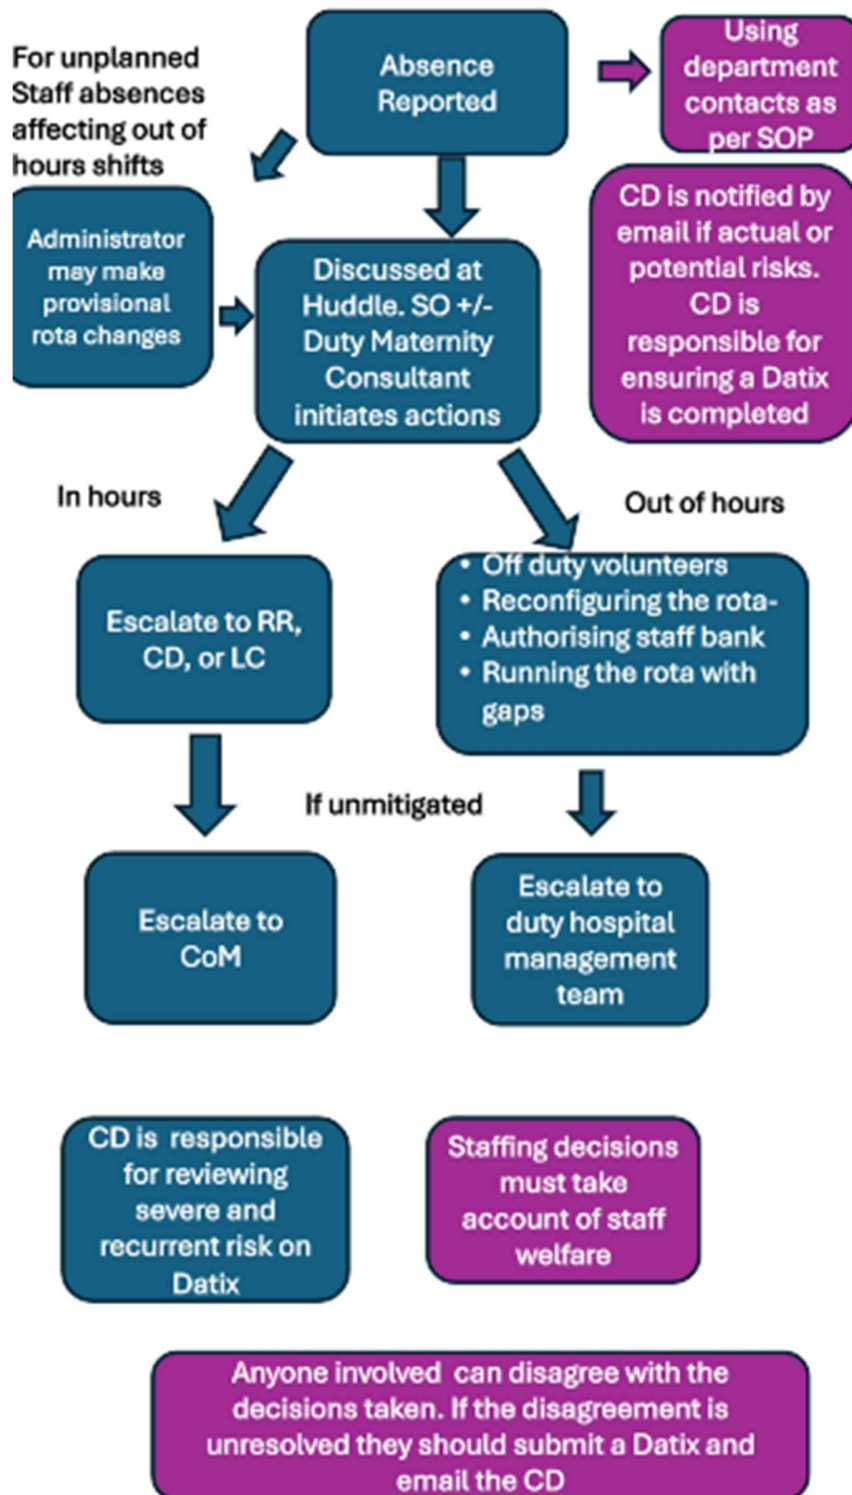 For unplanned
Staff absences
affecting out of
hours shifts
Absence
Reported
Using
department
contacts as
per SOP
Administrator
may make
provisional
rota changes
Discussed at
Huddle. SO +/-
Duty Maternity
Consultant
initiates actions
CD is notified by
email if actual or
potential risks.
CD is
responsible for
ensuring a Datix
is completed
In hours
Out of hours
Escalate to RR,
CD, or LC
• Off duty volunteers
• Reconfiguring the rota-
• Authorising staff bank
• Running the rota with
gaps
If unmitigated
Escalate to
CoM
Escalate to
duty hospital
management
team
CD is  responsible
for reviewing
severe and
recurrent risk on
Datix
Staffing decisions
must take
account of staff
welfare
Anyone involved  can disagree with the
decisions taken. If the disagreement is
unresolved they should submit a Datix and
email the CD